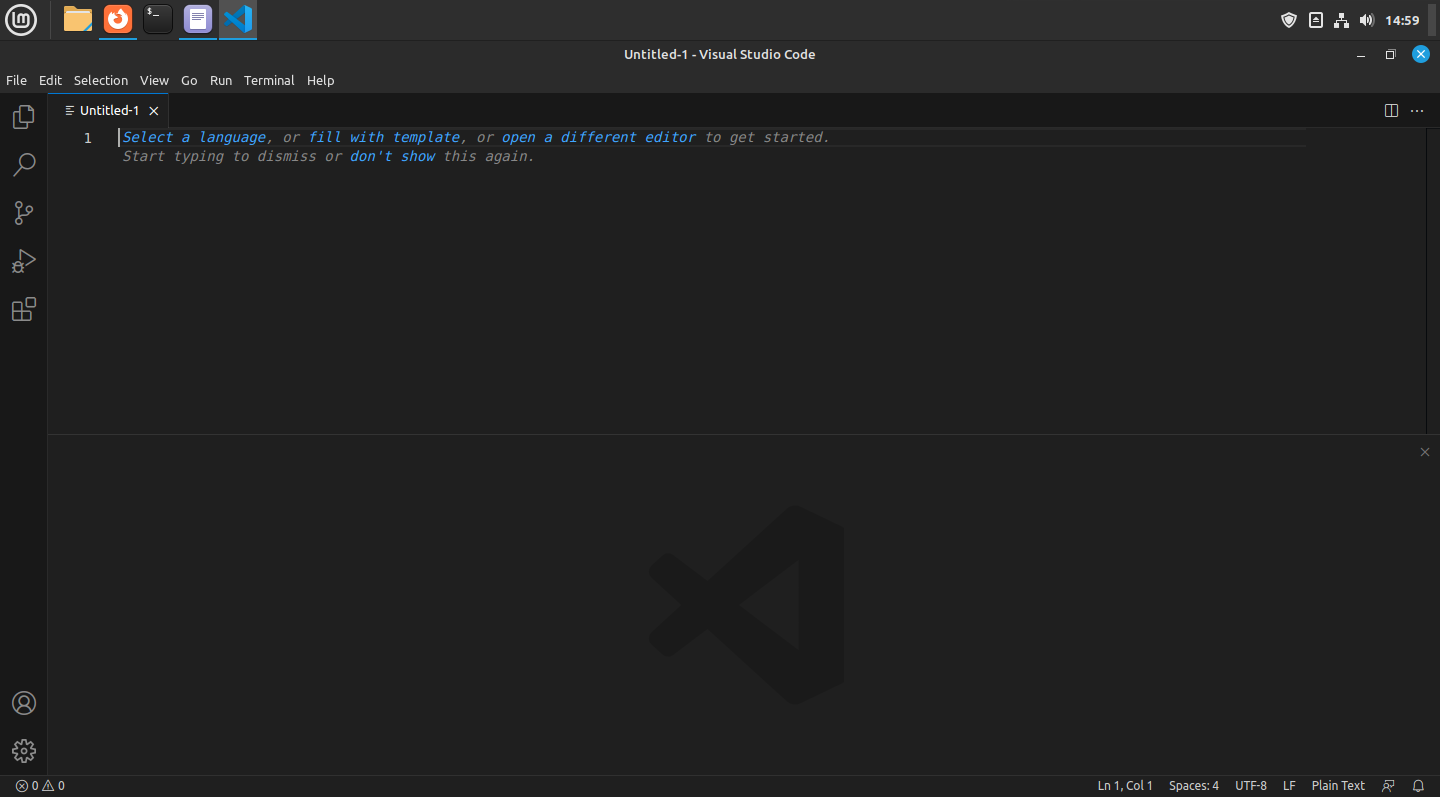 14:59
Untitled-1 - Visual Studio Code
File Edit Selection View Go Run Terminal Help
Untitled-1
1 Select a language, or fill with template, or open a different editor to get started.
Start typing to dismiss or don't show this again.
0 0 Ln 1, Col 1 Spaces: 4 UTF-8 LF Plain Text